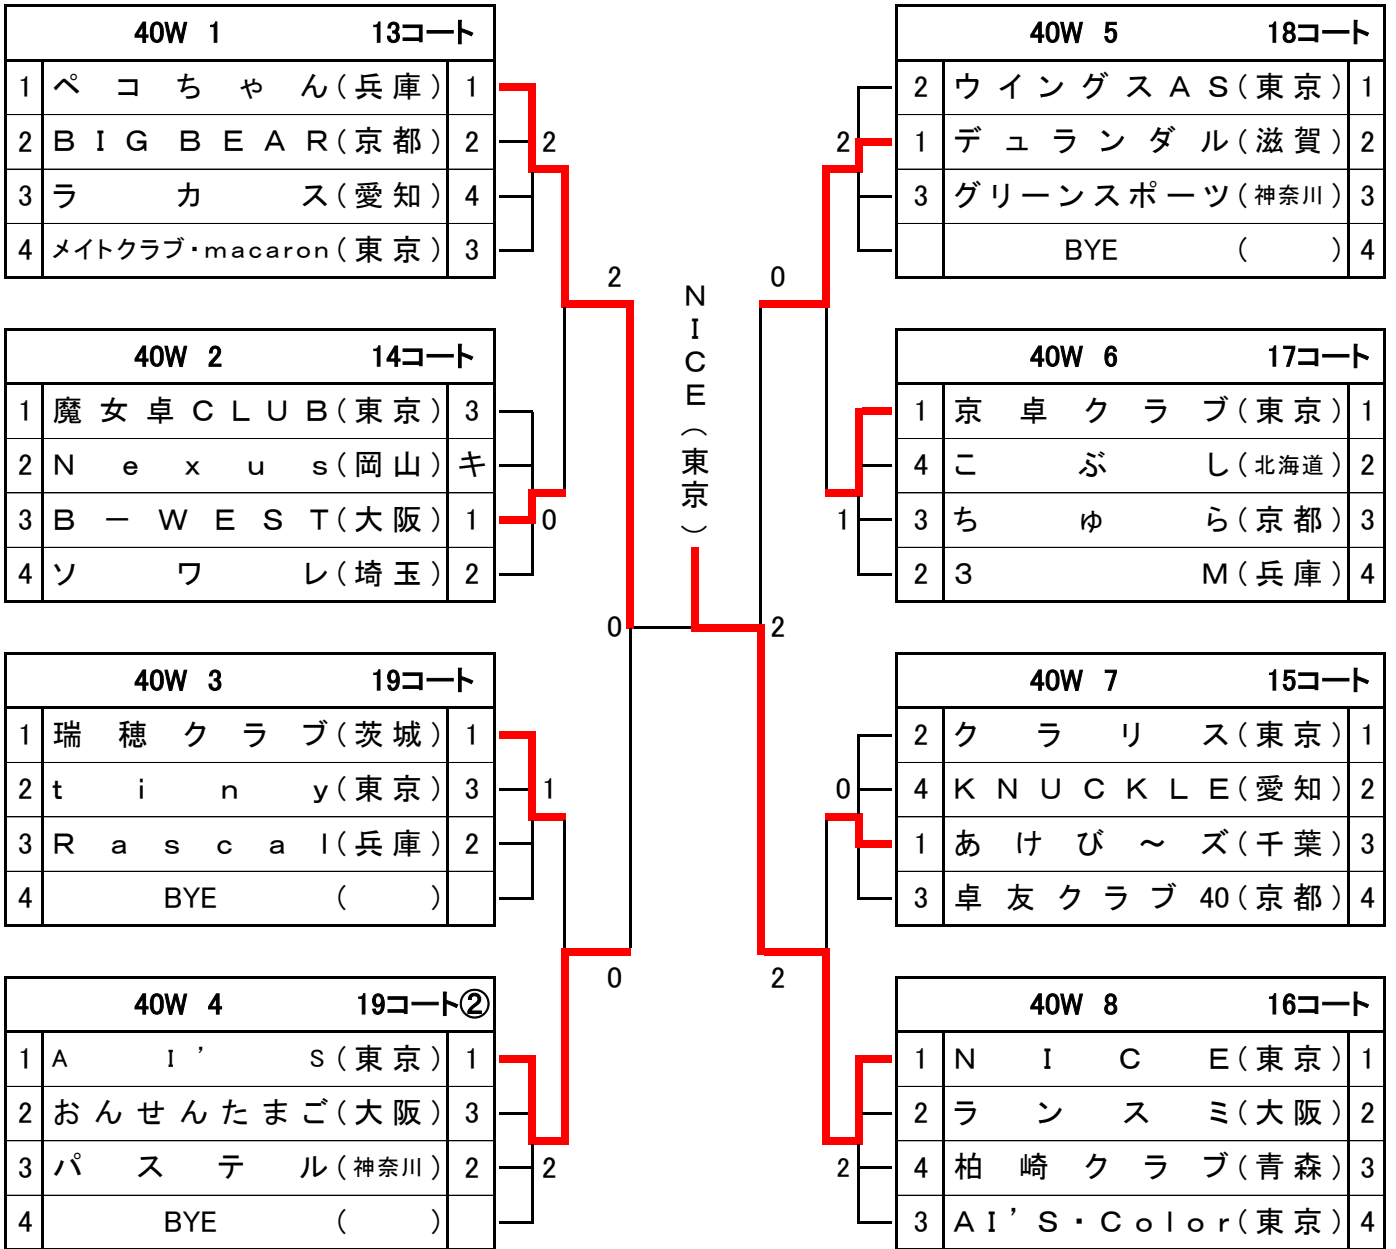 40W 1 13コート
1 ペコちゃん(兵庫) 1
2 BIG BEAR(京都) 2
3 ラカス(愛知) 4
4 メイトクラブ・macaron(東京) 3
2
40W 2 14コート
1 魔女卓CLUB(東京) 3
2 Nexus(岡山) キ
3 B－WEST(大阪) 1
4 ソワレ(埼玉) 2
0
2
40W 3 19コート
1 瑞穂クラブ(茨城) 1
2 tiny(東京) 3
3 Rascal(兵庫) 2
4 BYE ( )
1
40W 4 19コート②
1 AI’S(東京) 1
2 おんせんたまご(大阪) 3
3 パステル(神奈川) 2
4 BYE ( )
2
0
0
NICE(東京)
2
0
2
40W 5 18コート
2 ウイングスAS(東京) 1
1 デュランダル(滋賀) 2
3 グリーンスポーツ(神奈川) 3
BYE ( ) 4
2
40W 6 17コート
1 京卓クラブ(東京) 1
4 こぶし(北海道) 2
3 ちゅら(京都) 3
2 3M(兵庫) 4
1
40W 7 15コート
2 クラリス(東京) 1
4 KNUCKLE(愛知) 2
1 あけび～ズ(千葉) 3
3 卓友クラブ40(京都) 4
0
40W 8 16コート
1 NICE(東京) 1
2 ランスミ(大阪) 2
4 柏崎クラブ(青森) 3
3 AI’S・Color(東京) 4
2